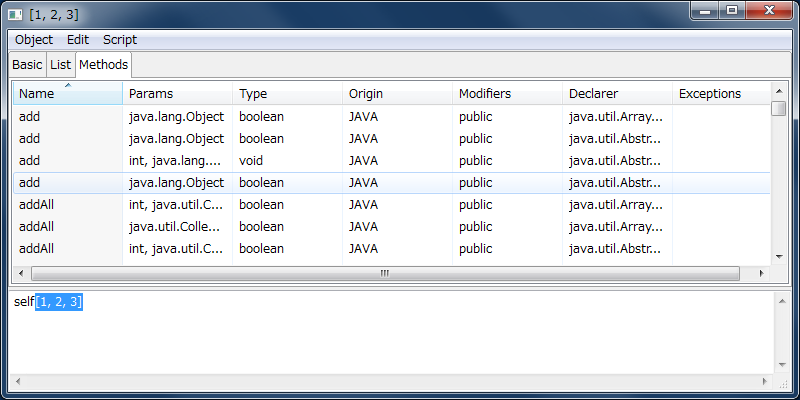 [1, 2, 3]
Object Edit Script
Basic List Methods
Name Params Type Origin Modifiers Declarer Exceptions
add java.lang.Object boolean JAVA public java.util.Array...
add java.lang.Object boolean JAVA public java.util.Abstr...
add int, java.lang.... void JAVA public java.util.Abstr...
add java.lang.Object boolean JAVA public java.util.Abstr...
addAll int, java.util.C... boolean JAVA public java.util.Array...
addAll java.util.Colle... boolean JAVA public java.util.Array...
addAll int, java.util.C... boolean JAVA public java.util.Abstr...
self[1, 2, 3]